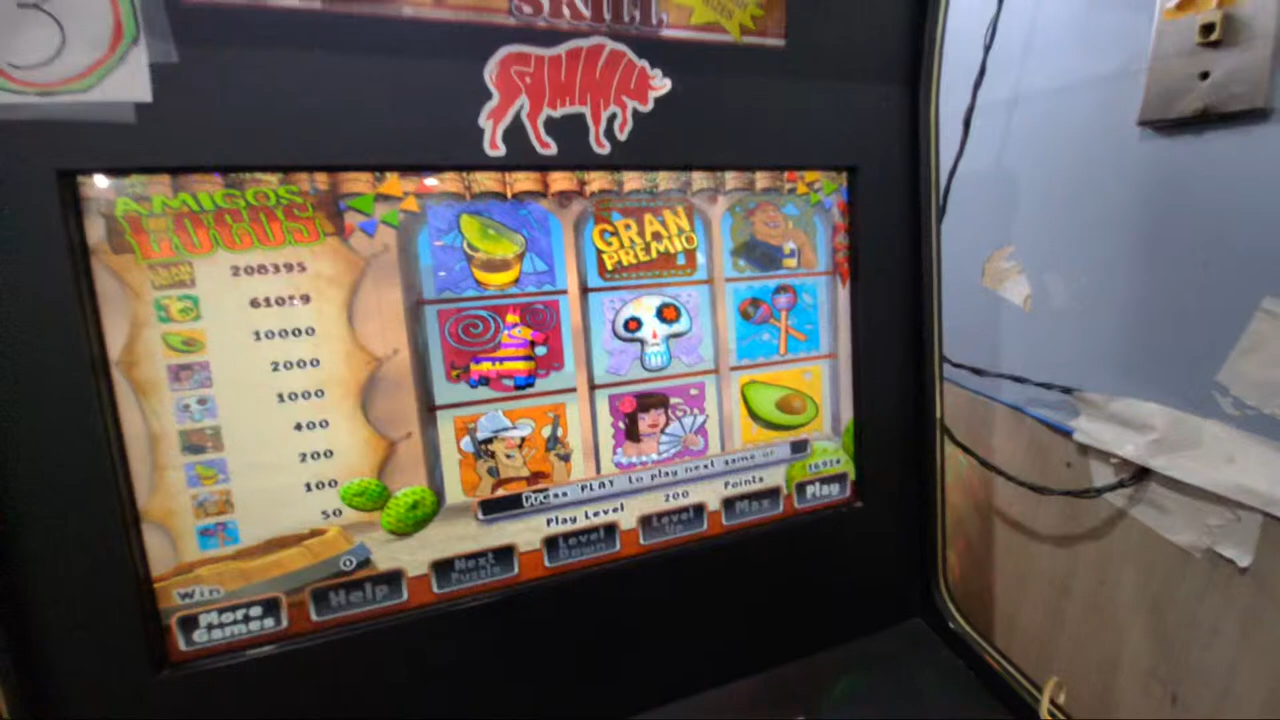 SKILL
SAMMY
AMIGOS
LOCOS
208395
10000
2000
1000
400
200
100
50
GRAN
PREMIO
Press 'PLAY' to play next game or
Play Level
200
Points
Win
0
More
Games
Help
Next
Puzzle
Level
Down
Level
Up
Max
Play